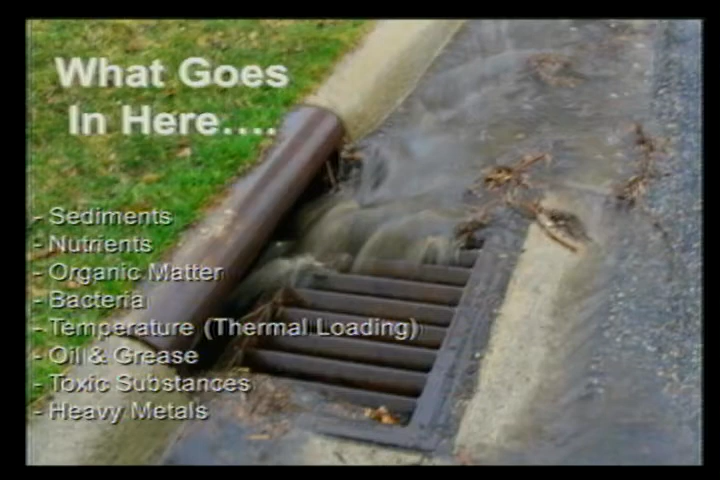 What Goes
In Here....
- Sediments
- Nutrients
- Organic Matter
- Bacteria
- Temperature (Thermal Loading)
- Oil & Grease
- Toxic Substances
- Heavy Metals